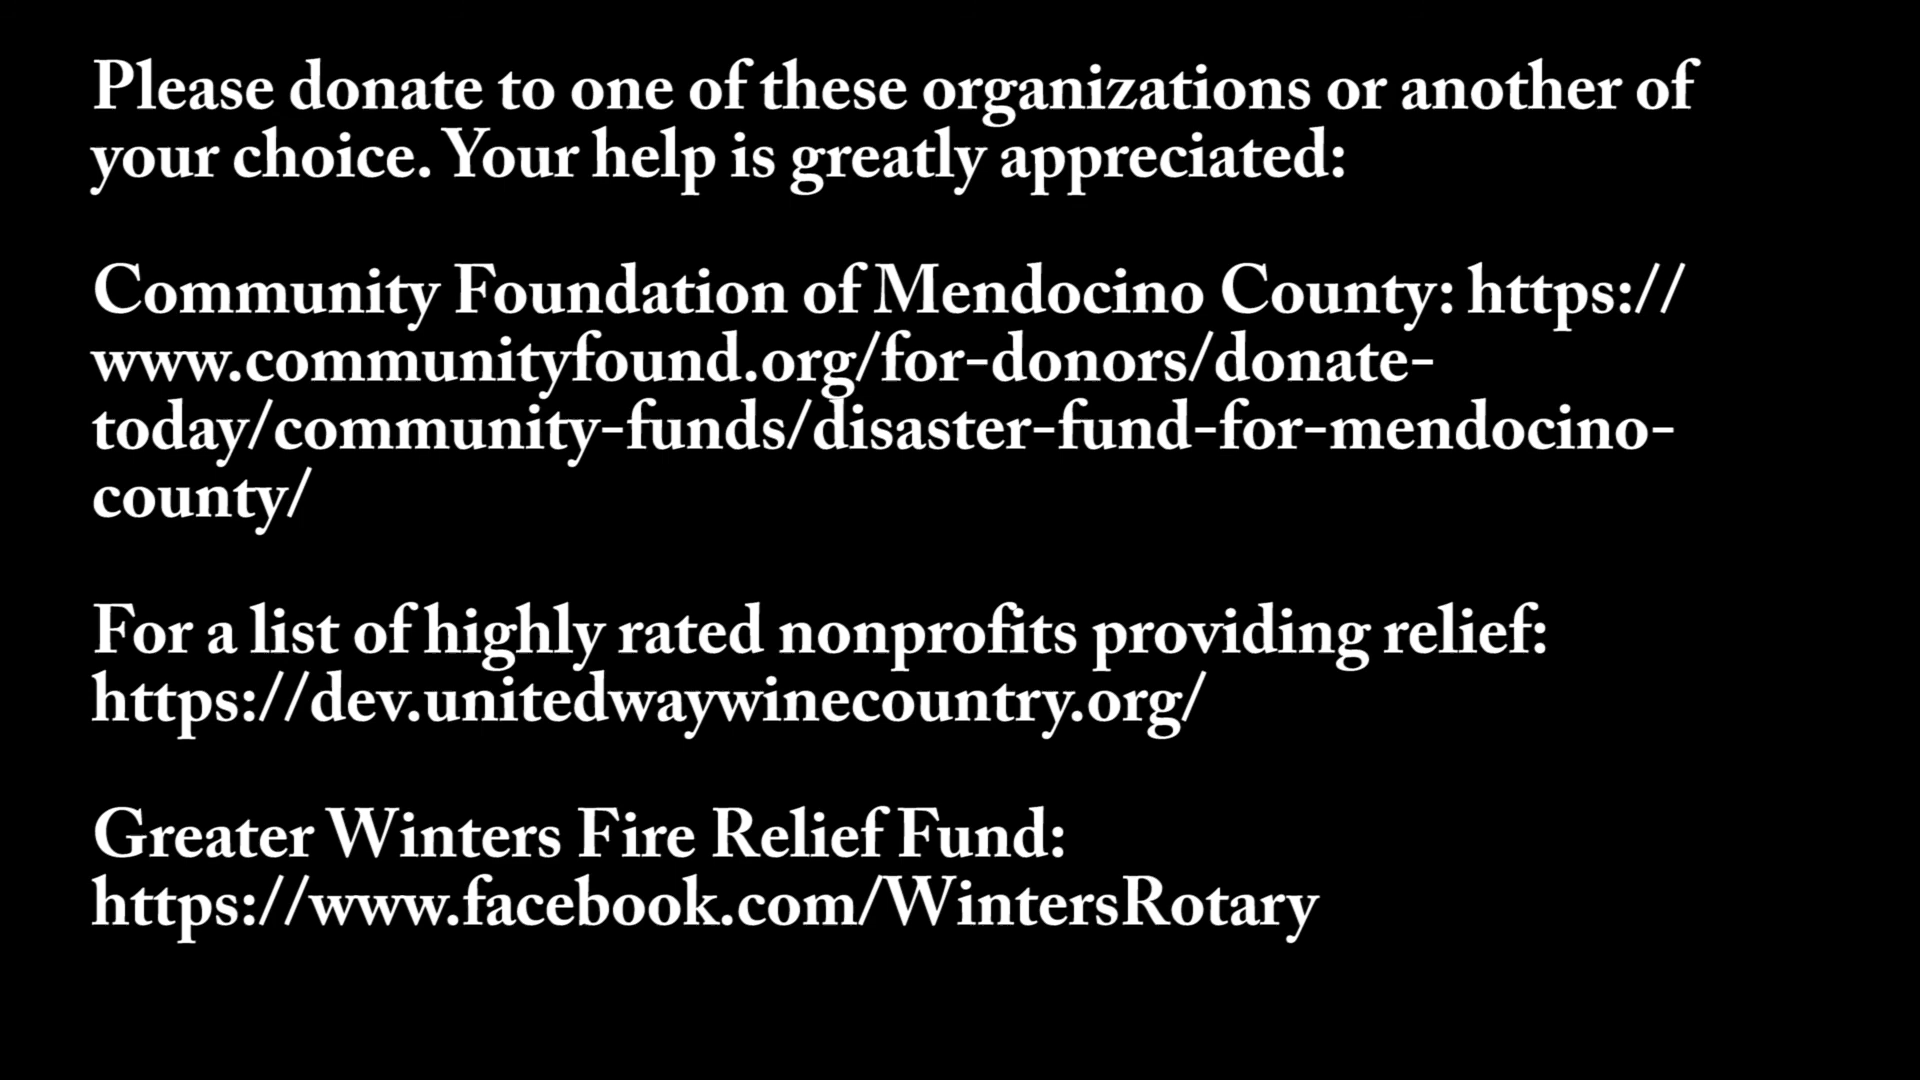 Please donate to one of these organizations or another of
your choice. Your help is greatly appreciated:
Community Foundation of Mendocino County: https://
www.communityfound.org/for-donors/donate-
today/community-funds/disaster-fund-for-mendocino-
county/
For a list of highly rated nonprofits providing relief:
https://dev.unitedwaywinecountry.org/
Greater Winters Fire Relief Fund:
https://www.facebook.com/WintersRotary